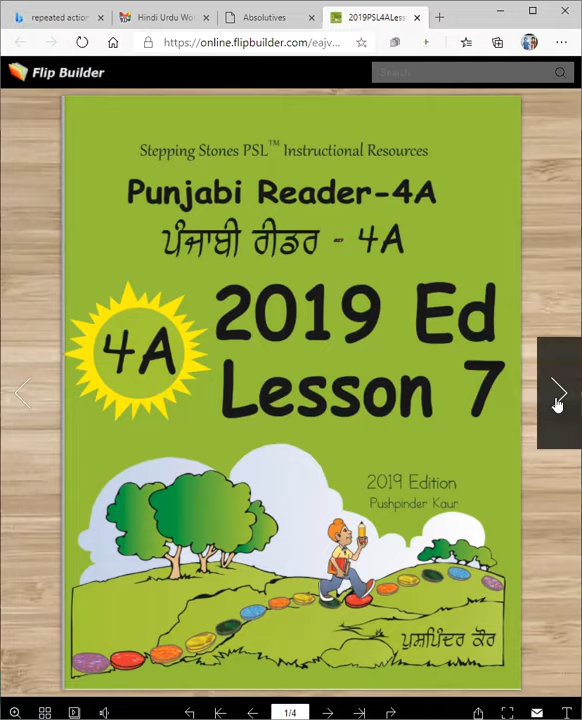 repeated action
Hindi Urdu Wo
Absolutives
2019PSL4ALess
https://online.flipbuilder.com/eajv
Flip Builder
Search
Stepping Stones PSL™ Instructional Resources
Punjabi Reader-4A
ਪੰਜਾਬੀ ਰੀਡਰ - 4A
2019 Ed
4A
Lesson 7
2019 Edition
Pushpinder Kaur
ਪੁਸ਼ਪਿੰਦਰ ਕੌਰ
1/4